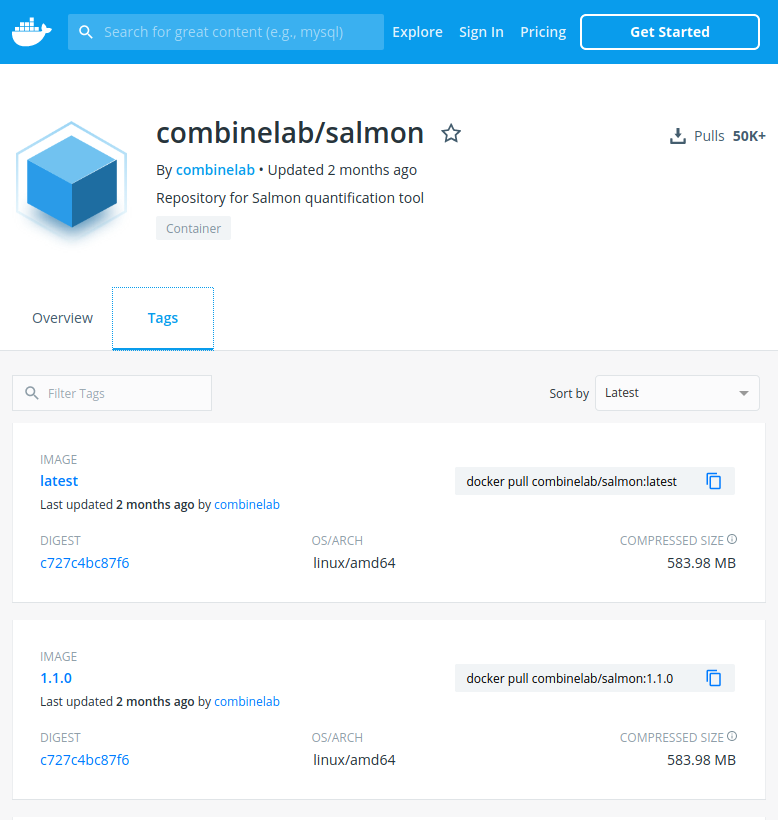 Search for great content (e.g., mysql) Explore Sign In Pricing Get Started
combinelab/salmon Pulls 50K+
By combinelab • Updated 2 months ago
Repository for Salmon quantification tool
Container
Overview Tags
Filter Tags Sort by Latest
IMAGE
latest docker pull combinelab/salmon:latest
Last updated 2 months ago by combinelab
DIGEST OS/ARCH COMPRESSED SIZE
c727c4bc87f6 linux/amd64 583.98 MB
IMAGE
1.1.0 docker pull combinelab/salmon:1.1.0
Last updated 2 months ago by combinelab
DIGEST OS/ARCH COMPRESSED SIZE
c727c4bc87f6 linux/amd64 583.98 MB